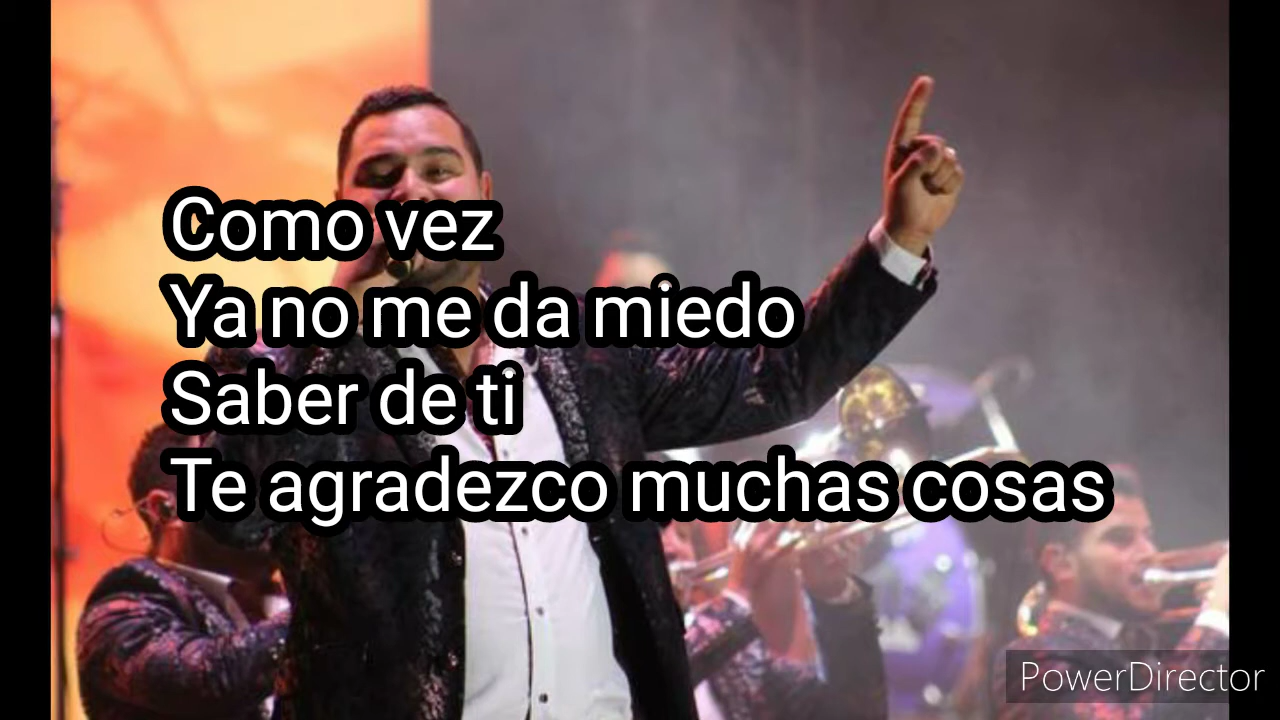 Como vez
Ya no me da miedo
Saber de ti
Te agradezco muchas cosas
PowerDirector